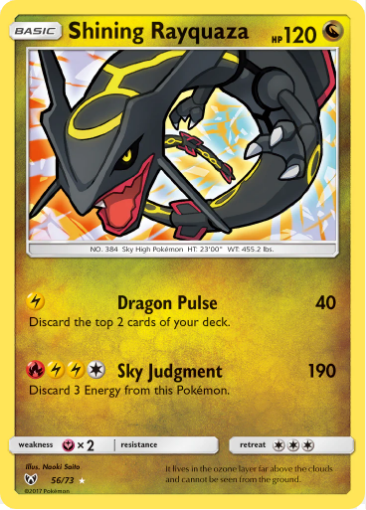 BASIC Shining Rayquaza HP 120
NO. 384 Sky High Pokémon HT: 23'00" WT: 455.2 lbs.
Dragon Pulse 40
Discard the top 2 cards of your deck.
Sky Judgment 190
Discard 3 Energy from this Pokémon.
weakness × 2 resistance retreat
Illus. Naoki Saito
56/73
©2017 Pokémon
It lives in the ozone layer far above the clouds
and cannot be seen from the ground.